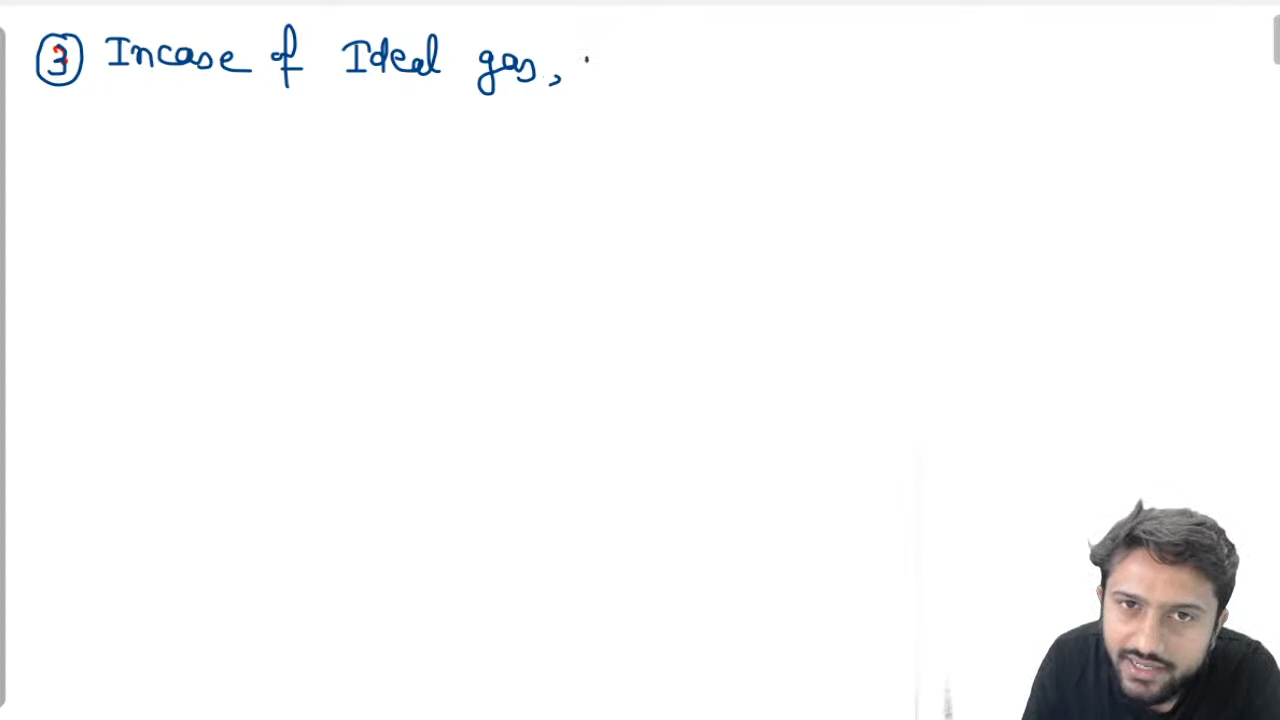 ③ Incase of Ideal gas,